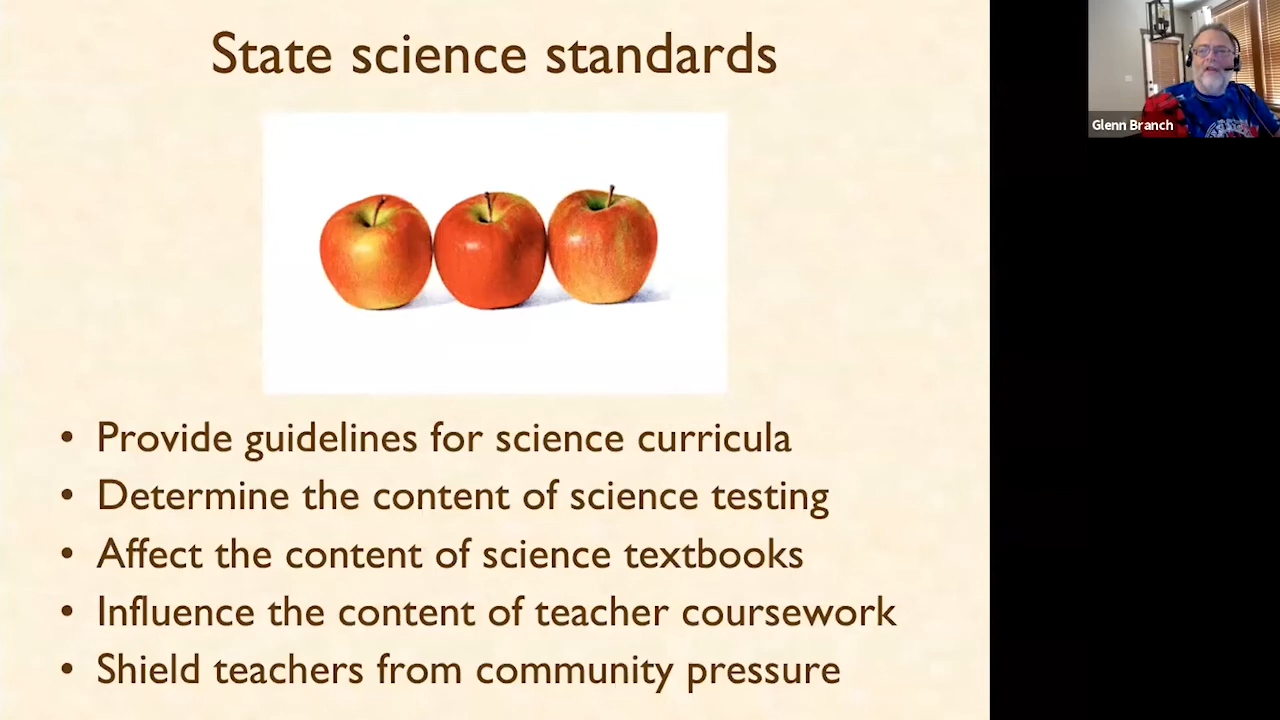 State science standards
Glenn Branch
• Provide guidelines for science curricula
• Determine the content of science testing
• Affect the content of science textbooks
• Influence the content of teacher coursework
• Shield teachers from community pressure